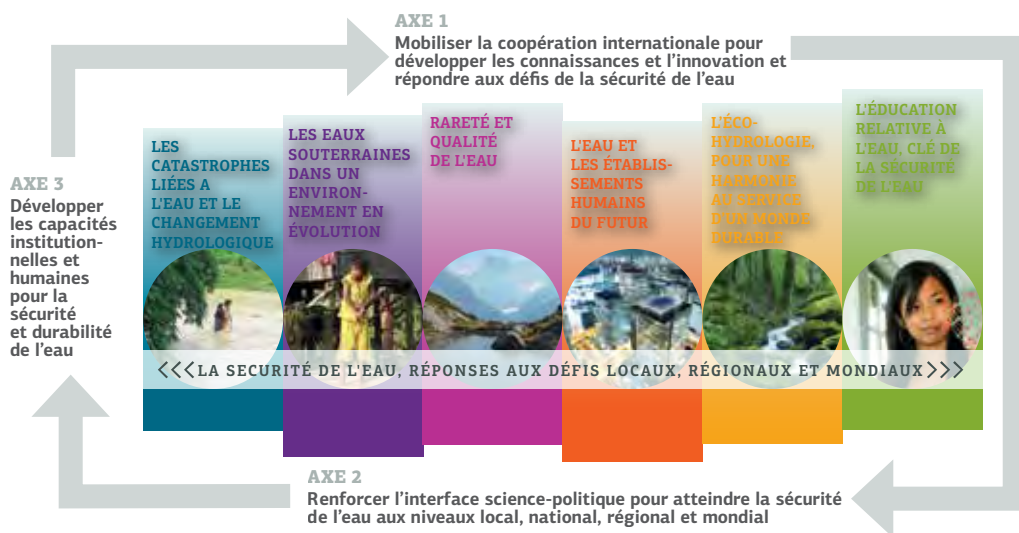 AXE 1
Mobiliser la coopération internationale pour
développer les connaissances et l'innovation et
répondre aux défis de la sécurité de l'eau
LES
CATASTROPHES
LIÉES A
L'EAU ET LE
CHANGEMENT
HYDROLOGIQUE
LES EAUX
SOUTERRAINES
DANS UN
ENVIRON-
NEMENT EN
ÉVOLUTION
RARETÉ ET
QUALITÉ
DE L'EAU
L'EAU ET
LES ÉTABLIS-
SEMENTS
HUMAINS
DU FUTUR
L'ÉCO-
HYDROLOGIE,
POUR UNE
HARMONIE
AU SERVICE
D'UN MONDE
DURABLE
L'ÉDUCATION
RELATIVE À
L'EAU, CLÉ DE
LA SÉCURITÉ
DE L'EAU
AXE 3
Développer
les capacités
institution-
nelles et
humaines
pour la
sécurité
et durabilité
de l'eau
<<<LA SECURITÉ DE L'EAU, RÉPONSES AUX DÉFIS LOCAUX, RÉGIONAUX ET MONDIAUX>>>
AXE 2
Renforcer l'interface science-politique pour atteindre la sécurité
de l'eau aux niveaux local, national, régional et mondial